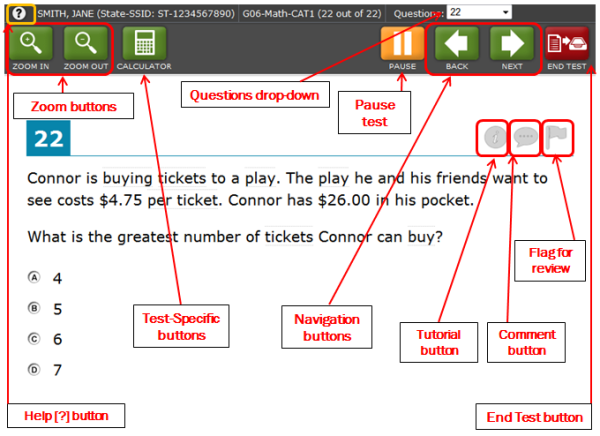 ? SMITH, JANE (State-SSID: ST-1234567890) G06-Math-CAT1 (22 out of 22) Questions: 22
ZOOM IN ZOOM OUT CALCULATOR PAUSE BACK NEXT END TEST
Zoom buttons
Questions drop-down
Pause
test
22
Connor is buying tickets to a play. The play he and his friends want to
see costs $4.75 per ticket. Connor has $26.00 in his pocket.
What is the greatest number of tickets Connor can buy?
Flag for
review
A 4
B 5
C 6
D 7
Test-Specific
buttons
Navigation
buttons
Tutorial
button
Comment
button
Help [?] button
End Test button